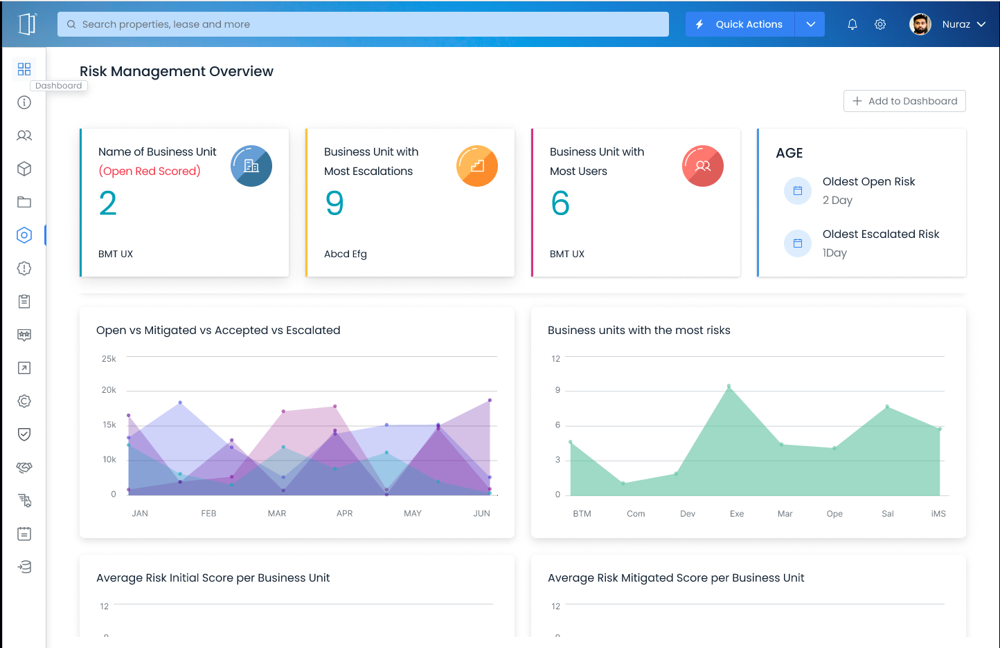 Search properties, lease and more
Quick Actions
Nuraz
Risk Management Overview
Dashboard
Add to Dashboard
Name of Business Unit
(Open Red Scored)
2
BMT UX
Business Unit with
Most Escalations
9
Abcd Efg
Business Unit with
Most Users
6
BMT UX
AGE
Oldest Open Risk
2 Day
Oldest Escalated Risk
1Day
Open vs Mitigated vs Accepted vs Escalated
25k
20k
15k
10k
0
JAN FEB MAR APR MAY JUN
Business units with the most risks
12
9
6
3
0
BTM Com Dev Exe Mar Ope Sal iMS
Average Risk Initial Score per Business Unit
12
Average Risk Mitigated Score per Business Unit
12